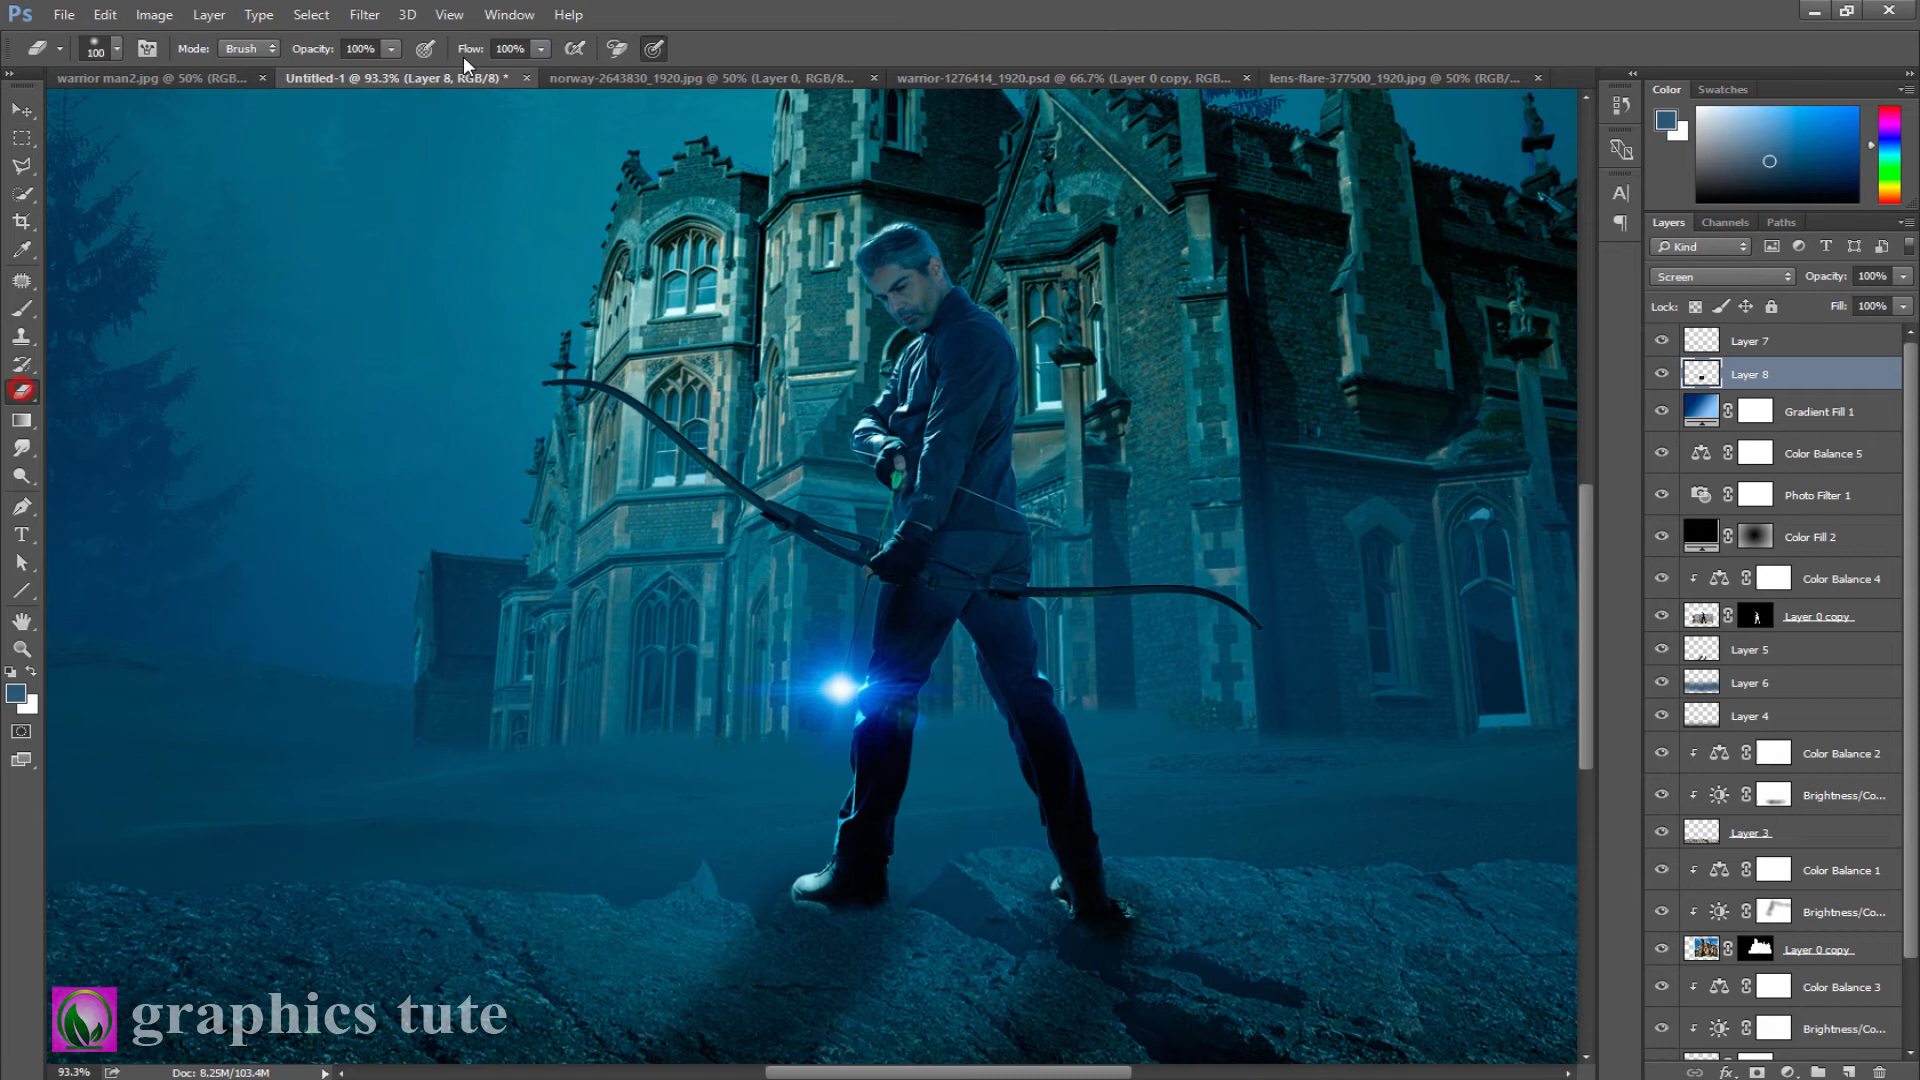 Ps File Edit Image Layer Type Select Filter 3D View Window Help
100 Mode: Brush Opacity: 100% Flow: 100%
warrior man2.jpg @ 50% (RGB... Untitled-1 @ 93.3% (Layer 8, RGB/8) * norway-2643830_1920.jpg @ 50% (Layer 0, RGB/8... warrior-1276414_1920.psd @ 66.7% (Layer 0 copy, RGB... lens-flare-377500_1920.jpg @ 50% (RGB/...
Color Swatches
Layers Channels Paths
Kind
Screen Opacity: 100%
Lock: Fill: 100%
Layer 7
Layer 8
Gradient Fill 1
Color Balance 5
Photo Filter 1
Color Fill 2
Color Balance 4
Layer 0 copy
Layer 5
Layer 6
Layer 4
Color Balance 2
Brightness/Co...
Layer 3
Color Balance 1
Brightness/Co...
Layer 0 copy
Color Balance 3
Brightness/Co...
graphics tute
93.3% Doc: 8.25M/103.4M